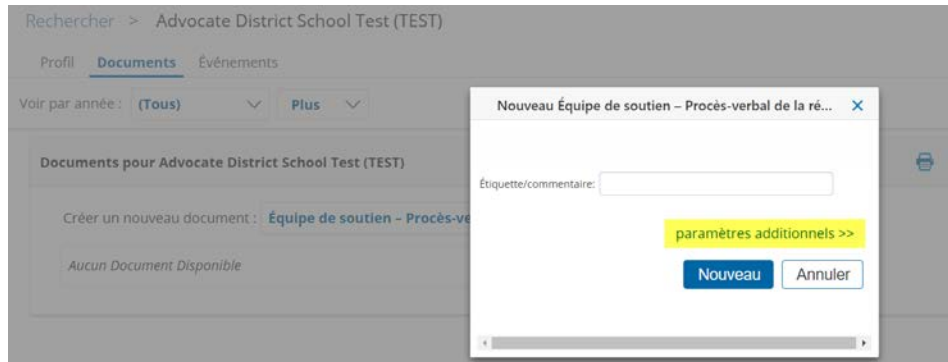 Rechercher > Advocate District School Test (TEST)
Profil Documents Événements
Voir par année : (Tous) Plus
Nouveau Équipe de soutien – Procès-verbal de la ré... ×
Documents pour Advocate District School Test (TEST)
Étiquette/commentaire:
Créer un nouveau document : Équipe de soutien – Procès-ve
paramètres additionnels >>
Aucun Document Disponible
Nouveau Annuler